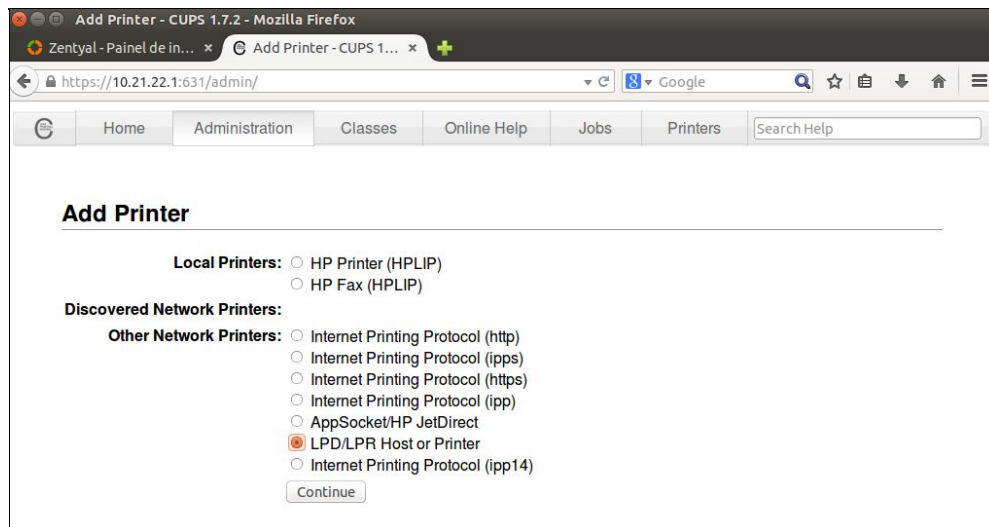 Add Printer - CUPS 1.7.2 - Mozilla Firefox
Zentyal - Painel de in... × Add Printer - CUPS 1... ×
https://10.21.22.1:631/admin/ Google
Home Administration Classes Online Help Jobs Printers Search Help
Add Printer
Local Printers: HP Printer (HPLIP)
HP Fax (HPLIP)
Discovered Network Printers:
Other Network Printers: Internet Printing Protocol (http)
Internet Printing Protocol (ipps)
Internet Printing Protocol (https)
Internet Printing Protocol (ipp)
AppSocket/HP JetDirect
LPD/LPR Host or Printer
Internet Printing Protocol (ipp14)
Continue